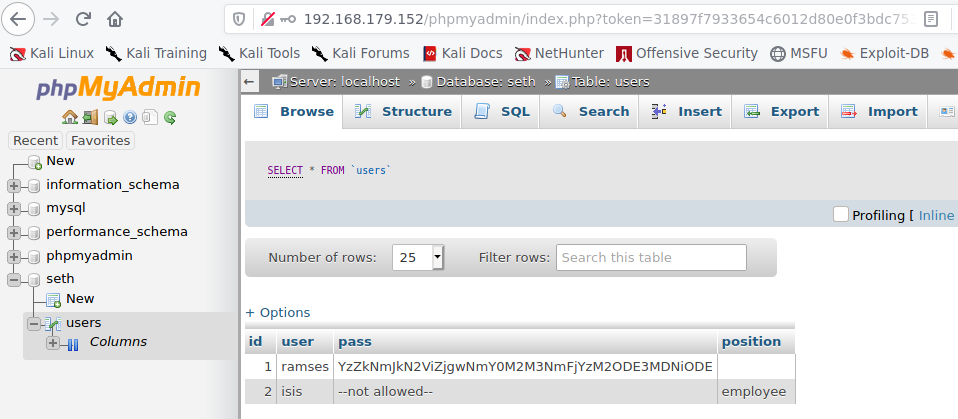 192.168.179.152/phpmyadmin/index.php?token=31897f7933654c6012d80e0f3bdc753
Kali Linux Kali Training Kali Tools Kali Forums Kali Docs NetHunter Offensive Security MSFU Exploit-DB
phpMyAdmin
Recent Favorites
New
information_schema
mysql
performance_schema
phpmyadmin
seth
New
users
Columns
Server: localhost » Database: seth » Table: users
Browse Structure SQL Search Insert Export Import
SELECT * FROM `users`
Profiling [ Inline
Number of rows: 25 Filter rows: Search this table
+ Options
id user pass position
1 ramses YzZkNmJkN2ViZjgwNmY0M2M3NmFjYzM2ODE3MDNiODE
2 isis --not allowed-- employee